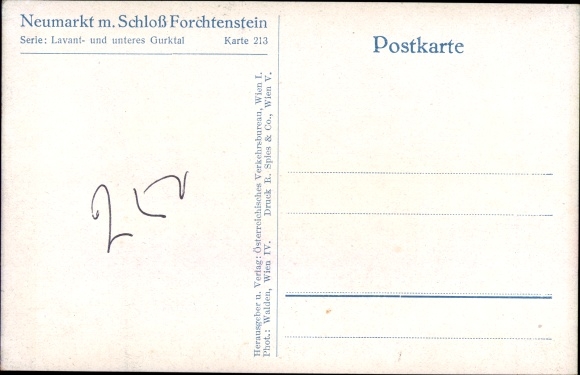 Neumarkt m. Schloß Forchtenstein
Serie: Lavant- und unteres Gurktal Karte 213
Postkarte
Herausgeber u. Verlag: Österreichisches Verkehrsbureau, Wien I.
Phot.: Walden, Wien IV. Druck R. Spies & Co., Wien V.